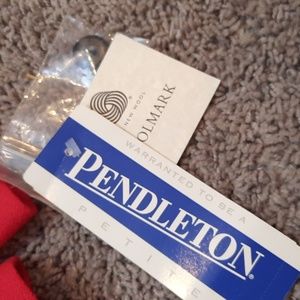 NEW WOOL
OLMARK
WARRANTED TO BE A
PENDLETON®
PETITE